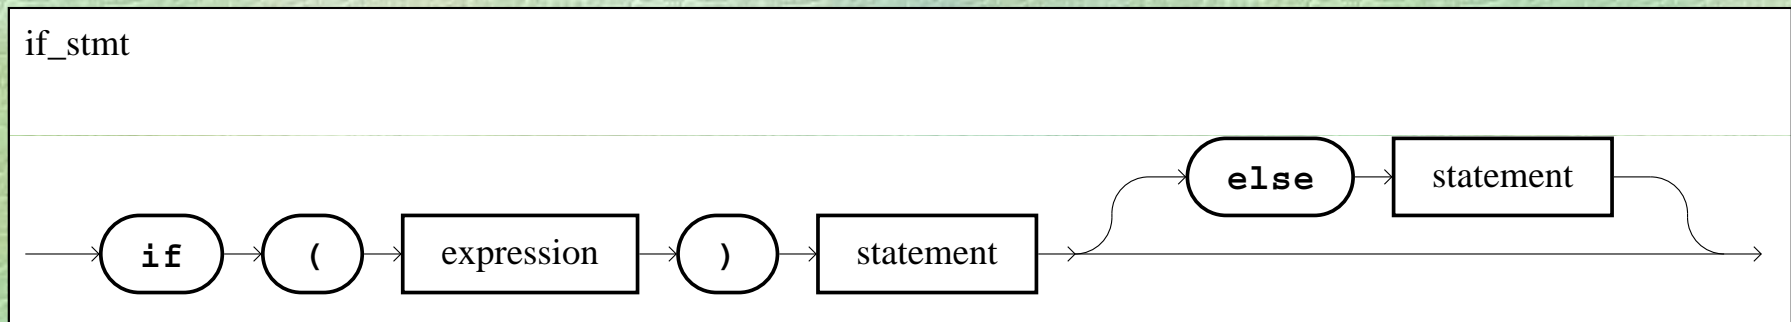 if_stmt
else statement
if ( expression ) statement